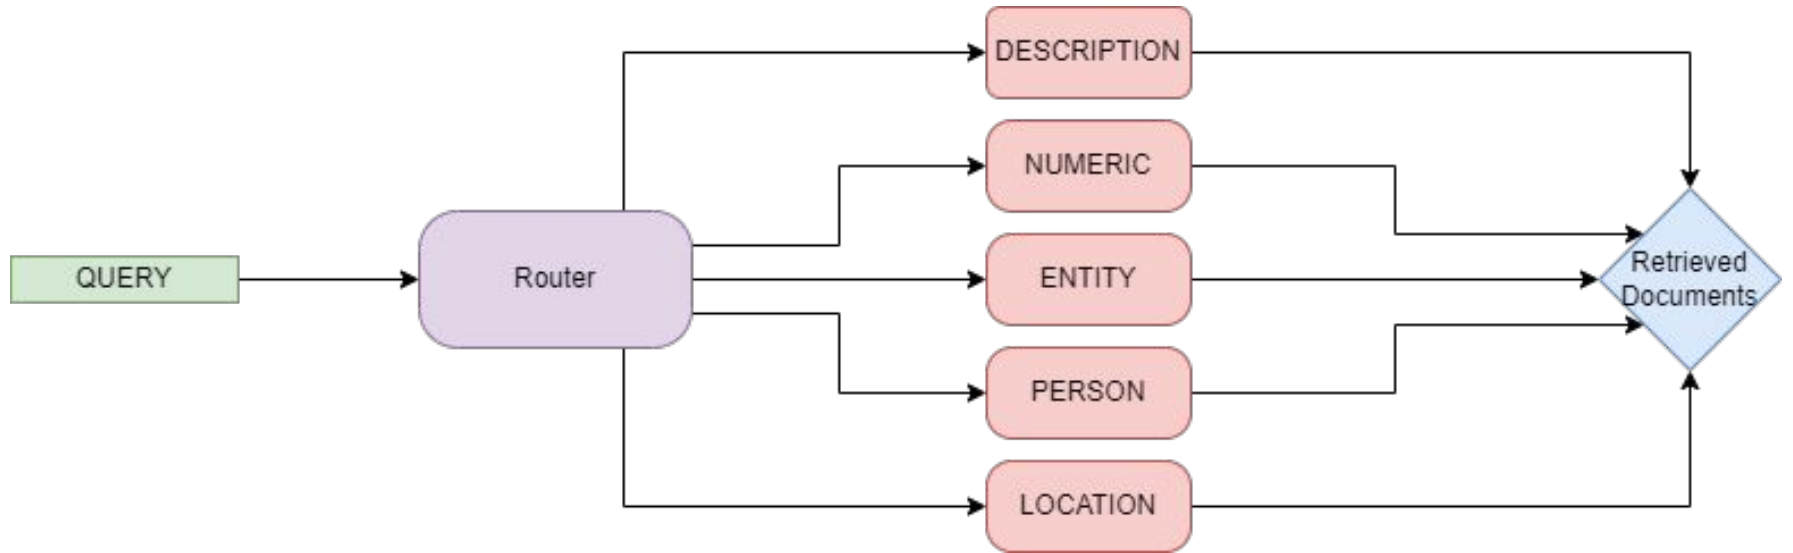 QUERY
Router
DESCRIPTION
NUMERIC
ENTITY
PERSON
LOCATION
Retrieved
Documents